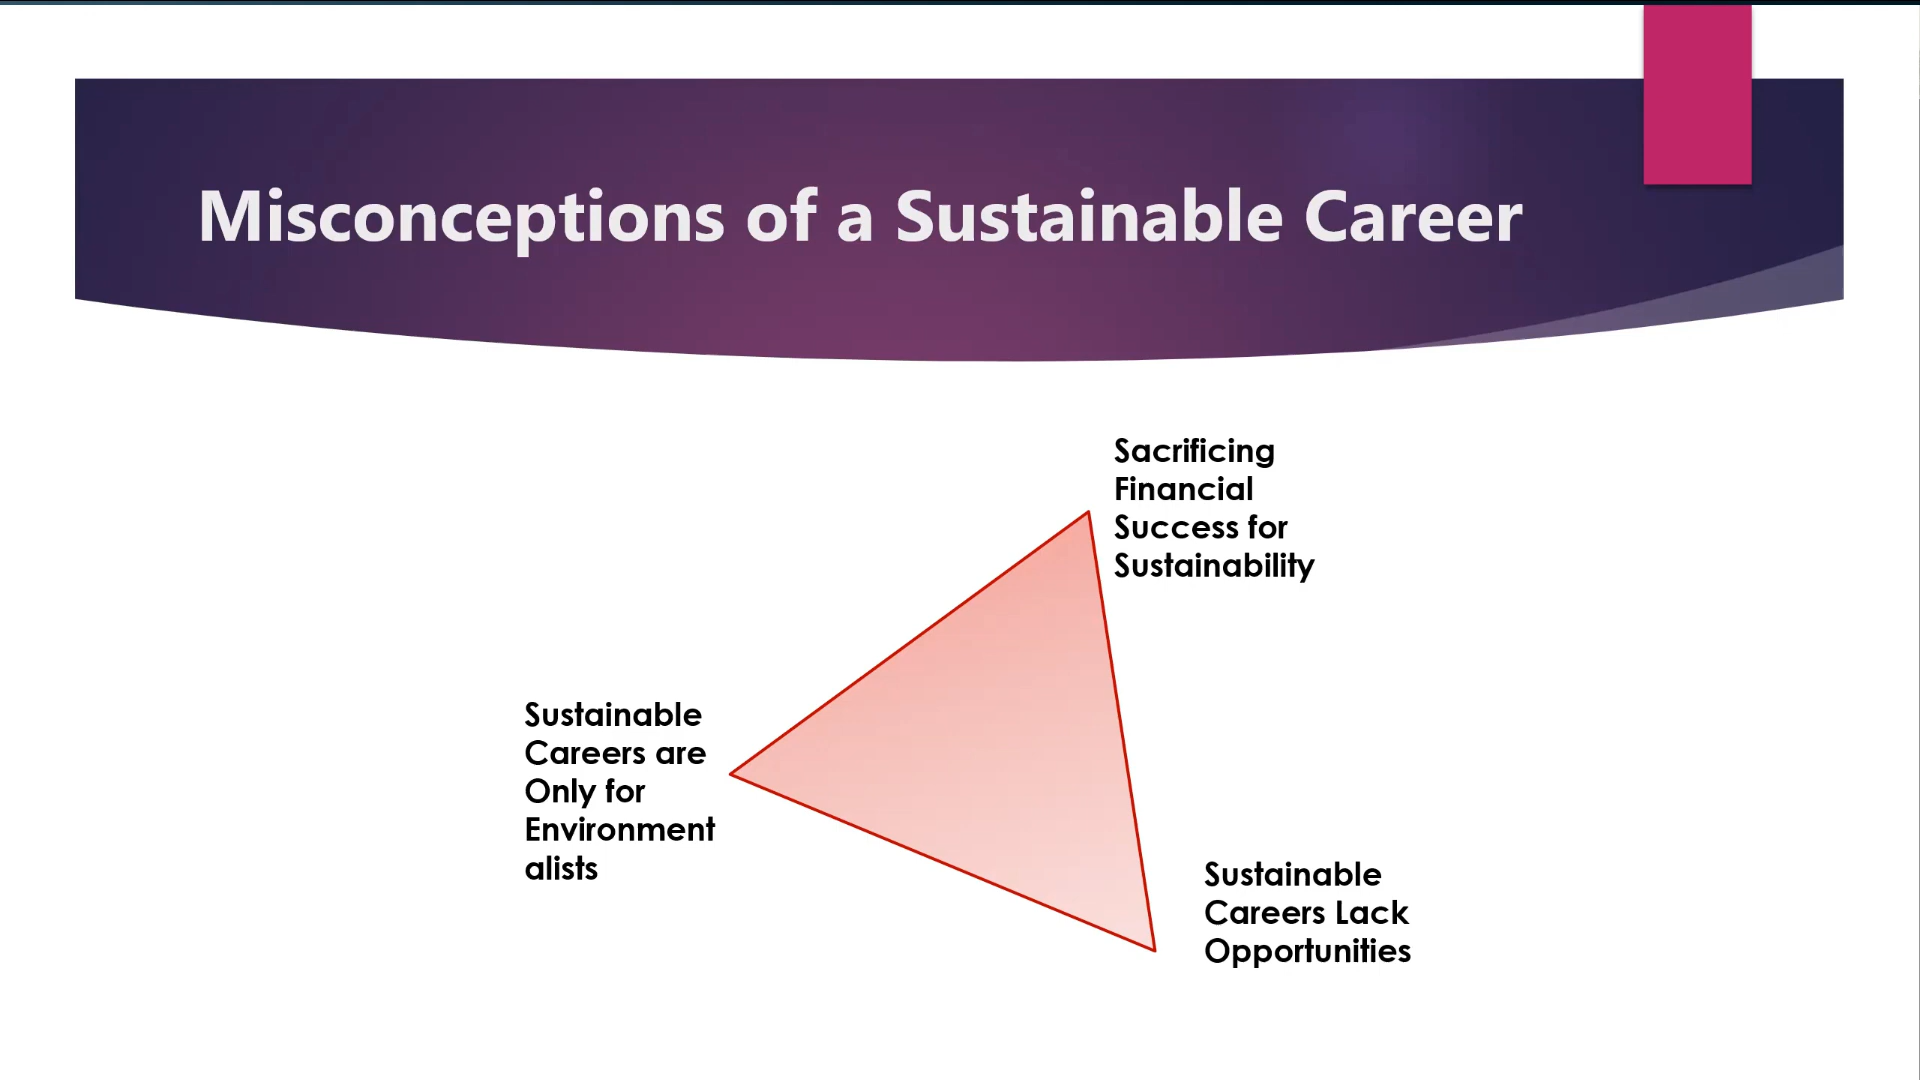 Misconceptions of a Sustainable Career
Sacrificing
Financial
Success for
Sustainability
Sustainable
Careers are
Only for
Environment
alists
Sustainable
Careers Lack
Opportunities